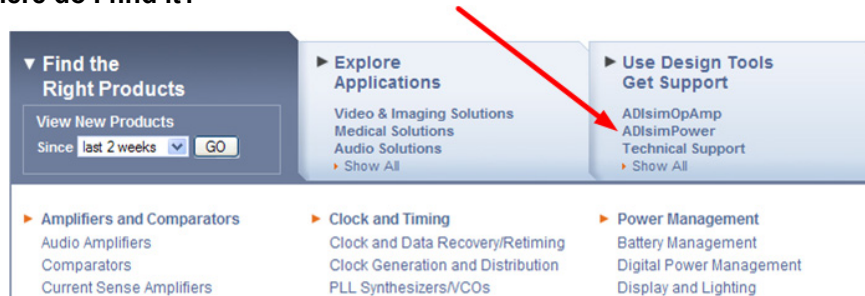 Find the
Right Products
View New Products
Since last 2 weeks GO
Explore
Applications
Video & Imaging Solutions
Medical Solutions
Audio Solutions
Show All
Use Design Tools
Get Support
ADIsimOpAmp
ADIsimPower
Technical Support
Show All
Amplifiers and Comparators
Audio Amplifiers
Comparators
Current Sense Amplifiers
Clock and Timing
Clock and Data Recovery/Retiming
Clock Generation and Distribution
PLL Synthesizers/VCOs
Power Management
Battery Management
Digital Power Management
Display and Lighting